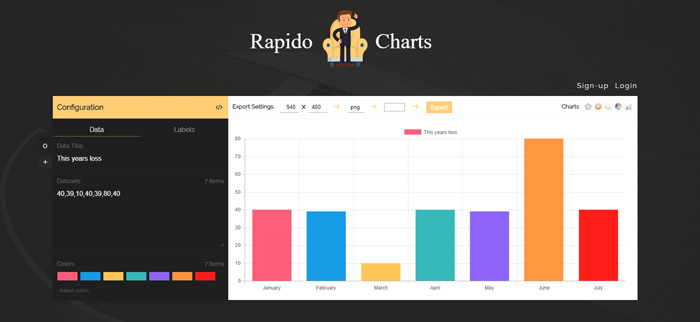 Rapido Charts
Sign-up Login
Configuration </>
Data Labels
Data Title
This years loss
Datasets 7 Items
40,39,10,40,39,80,40
Colors 7 Items
Export Settings 940 X 400 png Export Charts
This years loss
80
70
60
50
40
30
20
10
0
January February March April May June July